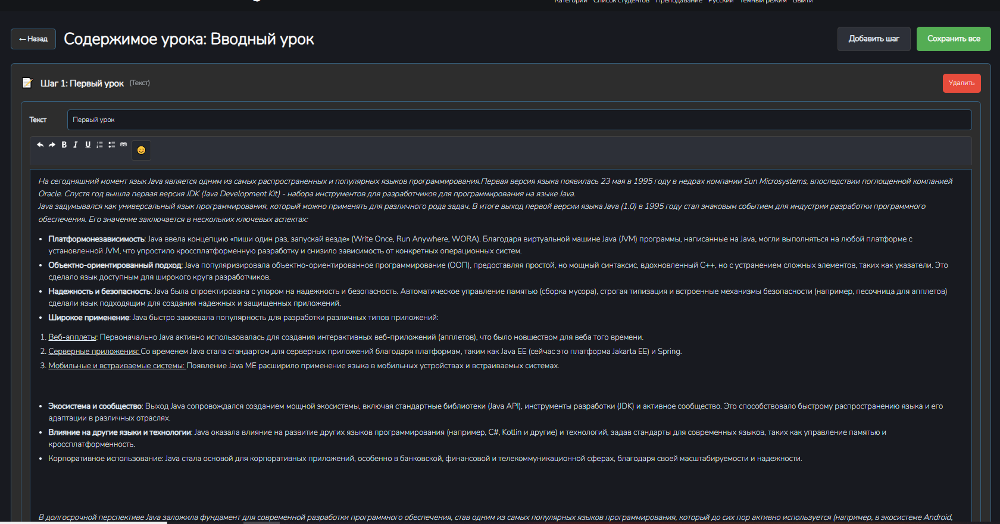 Категории Список студентов Преподавание Русский Темный режим Выйти
←Назад Содержимое урока: Вводный урок Добавить шаг Сохранить все
Шаг 1: Первый урок (Текст) Удалить
Текст Первый урок
B I U
На сегодняшний момент язык Java является одним из самых распространенных и популярных языков программирования.Первая версия языка появилась 23 мая в 1995 году в недрах компании Sun Microsystems, впоследствии поглощенной компанией
Oracle. Спустя год вышла первая версия JDK (Java Development Kit) - набора инструментов для разработчиков для программирования на языке Java.
Java задумывался как универсальный язык программирования, который можно применять для различного рода задач. В итоге выход первой версии языка Java (1.0) в 1995 году стал знаковым событием для индустрии разработки программного
обеспечения. Его значение заключается в нескольких ключевых аспектах:
• Платформонезависимость: Java ввела концепцию «пиши один раз, запускай везде» (Write Once, Run Anywhere, WORA). Благодаря виртуальной машине Java (JVM) программы, написанные на Java, могли выполняться на любой платформе с
установленной JVM, что упростило кроссплатформенную разработку и снизило зависимость от конкретных операционных систем.
• Объектно-ориентированный подход: Java популяризировала объектно-ориентированное программирование (ООП), предоставляя простой, но мощный синтаксис, вдохновленный C++, но с устранением сложных элементов, таких как указатели. Это
сделало язык доступным для широкого круга разработчиков.
• Надежность и безопасность: Java была спроектирована с упором на надежность и безопасность. Автоматическое управление памятью (сборка мусора), строгая типизация и встроенные механизмы безопасности (например, песочница для апплетов)
сделали язык подходящим для создания надежных и защищенных приложений.
• Широкое применение: Java быстро завоевала популярность для разработки различных типов приложений:
1. Веб-апплеты: Первоначально Java активно использовалась для создания интерактивных веб-приложений (апплетов), что было новшеством для веба того времени.
2. Серверные приложения: Со временем Java стала стандартом для серверных приложений благодаря платформам, таким как Java EE (сейчас это платформа Jakarta EE) и Spring.
3. Мобильные и встраиваемые системы: Появление Java ME расширило применение языка в мобильных устройствах и встраиваемых системах.
• Экосистема и сообщество: Выход Java сопровождался созданием мощной экосистемы, включая стандартные библиотеки (Java API), инструменты разработки (JDK) и активное сообщество. Это способствовало быстрому распространению языка и его
адаптации в различных отраслях.
• Влияние на другие языки и технологии: Java оказала влияние на развитие других языков программирования (например, C#, Kotlin и другие) и технологий, задав стандарты для современных языков, таких как управление памятью и
кроссплатформенность.
• Корпоративное использование: Java стала основой для корпоративных приложений, особенно в банковской, финансовой и телекоммуникационной сферах, благодаря своей масштабируемости и надежности.
В долгосрочной перспективе Java заложила фундамент для современной разработки программного обеспечения, став одним из самых популярных языков программирования, который до сих пор активно используется (например, в экосистеме Android,